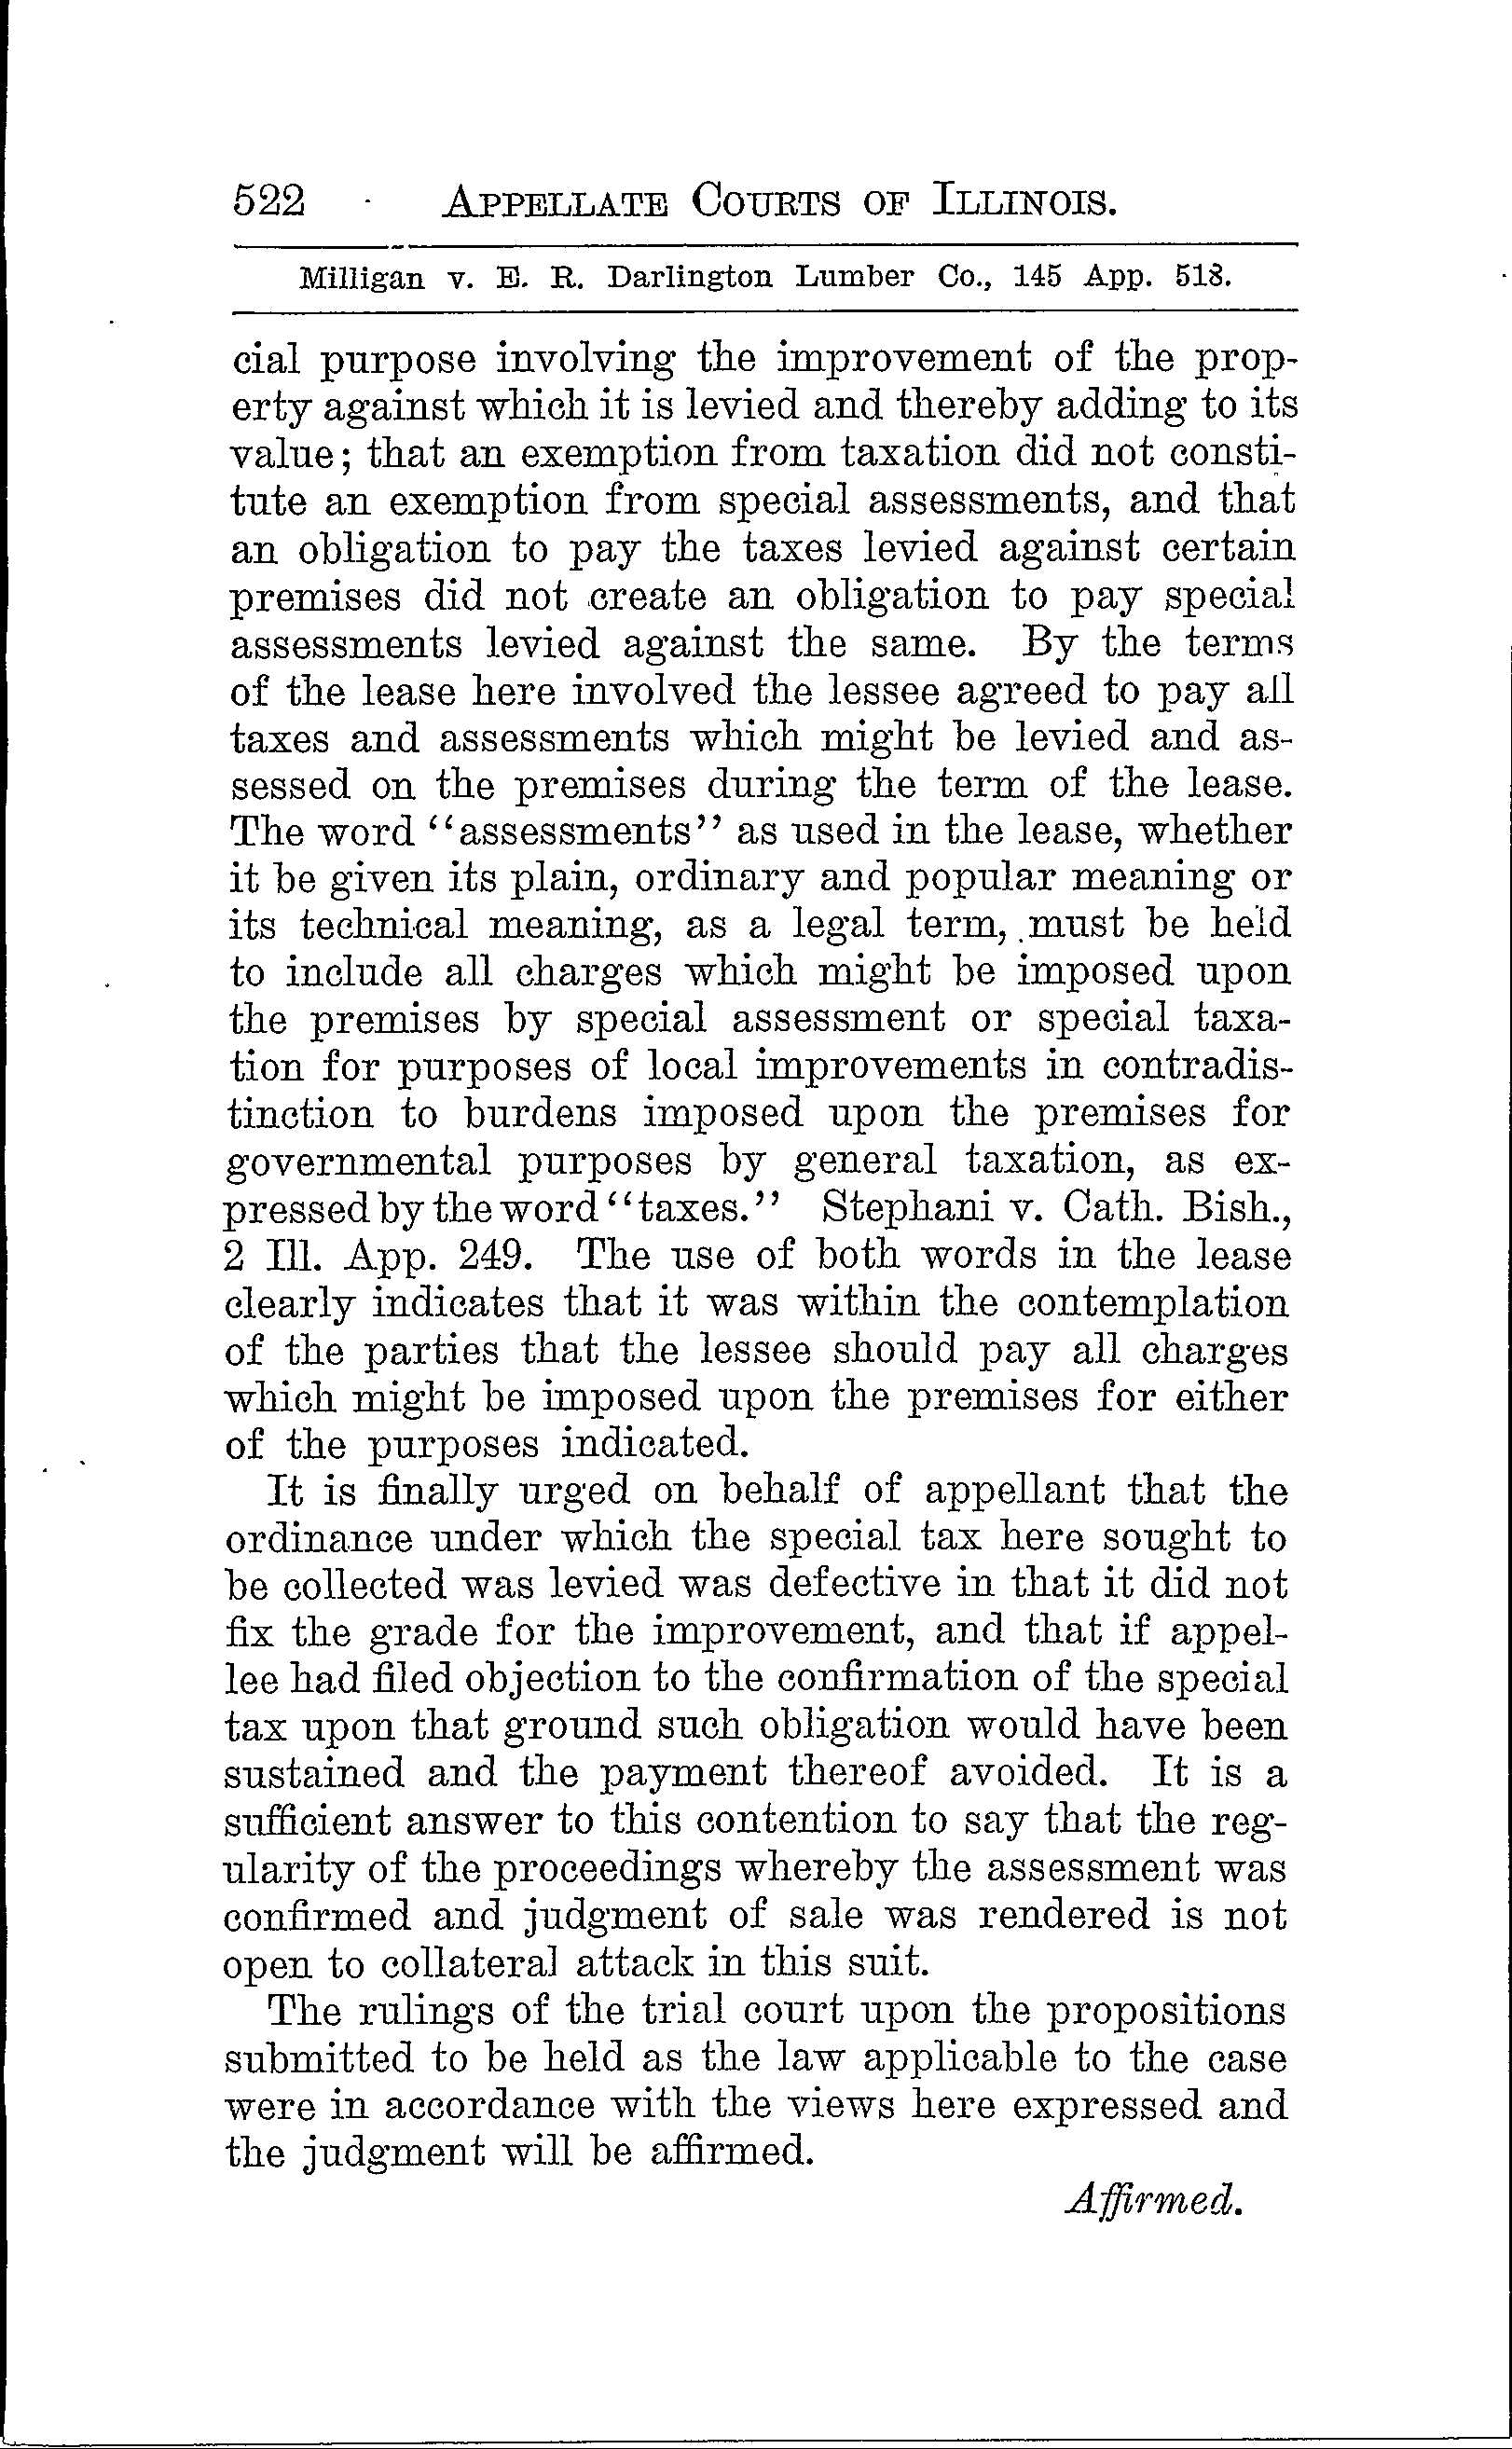 522 APPELLATE COURTS OF ILLINOIS.
Milligan v. E. R. Darlington Lumber Co., 145 App. 518.
cial purpose involving the improvement of the prop-
erty against which it is levied and thereby adding to its
value; that an exemption from taxation did not consti-
tute an exemption from special assessments, and that
an obligation to pay the taxes levied against certain
premises did not create an obligation to pay special
assessments levied against the same. By the terms
of the lease here involved the lessee agreed to pay all
taxes and assessments which might be levied and as-
sessed on the premises during the term of the lease.
The word ‘‘assessments’’ as used in the lease, whether
it be given its plain, ordinary and popular meaning or
its technical meaning, as a legal term, must be held
to include all charges which might be imposed upon
the premises by special assessment or special taxa-
tion for purposes of local improvements in contradis-
tinction to burdens imposed upon the premises for
governmental purposes by general taxation, as ex-
pressed by the word ‘‘taxes.’’ Stephani v. Cath. Bish.,
2 Ill. App. 249. The use of both words in the lease
clearly indicates that it was within the contemplation
of the parties that the lessee should pay all charges
which might be imposed upon the premises for either
of the purposes indicated.
It is finally urged on behalf of appellant that the
ordinance under which the special tax here sought to
be collected was levied was defective in that it did not
fix the grade for the improvement, and that if appel-
lee had filed objection to the confirmation of the special
tax upon that ground such obligation would have been
sustained and the payment thereof avoided. It is a
sufficient answer to this contention to say that the reg-
ularity of the proceedings whereby the assessment was
confirmed and judgment of sale was rendered is not
open to collateral attack in this suit.
The rulings of the trial court upon the propositions
submitted to be held as the law applicable to the case
were in accordance with the views here expressed and
the judgment will be affirmed.
Affirmed.